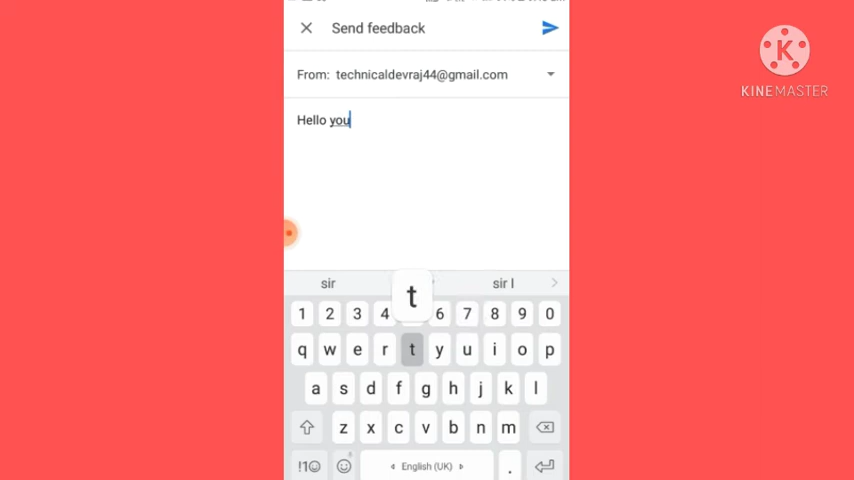 Send feedback
K
KINEMASTER
From: technicaldevraj44@gmail.com
Hello you
sir sir I
t
1 2 3 4 6 7 8 9 0
q w e r t y u i o p
a s d f g h j k l
z x c v b n m
!1☺ English (UK) .